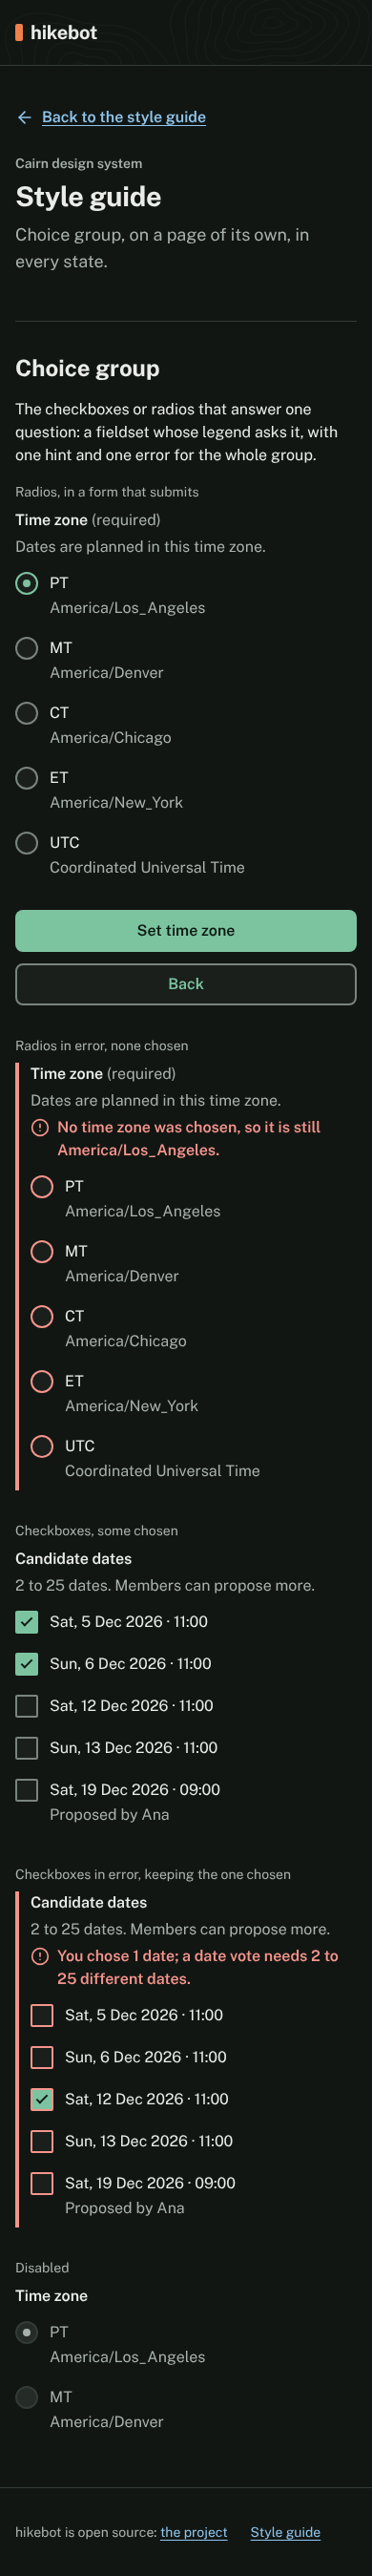 hikebot
Back to the style guide
Cairn design system
Style guide
Choice group, on a page of its own, in
every state.
Choice group
The checkboxes or radios that answer one
question: a fieldset whose legend asks it, with
one hint and one error for the whole group.
Radios, in a form that submits
Time zone (required)
Dates are planned in this time zone.
PT
America/Los_Angeles
MT
America/Denver
CT
America/Chicago
ET
America/New_York
UTC
Coordinated Universal Time
Set time zone
Back
Radios in error, none chosen
Time zone (required)
Dates are planned in this time zone.
No time zone was chosen, so it is still
America/Los_Angeles.
PT
America/Los_Angeles
MT
America/Denver
CT
America/Chicago
ET
America/New_York
UTC
Coordinated Universal Time
Checkboxes, some chosen
Candidate dates
2 to 25 dates. Members can propose more.
Sat, 5 Dec 2026 · 11:00
Sun, 6 Dec 2026 · 11:00
Sat, 12 Dec 2026 · 11:00
Sun, 13 Dec 2026 · 11:00
Sat, 19 Dec 2026 · 09:00
Proposed by Ana
Checkboxes in error, keeping the one chosen
Candidate dates
2 to 25 dates. Members can propose more.
You chose 1 date; a date vote needs 2 to
25 different dates.
Sat, 5 Dec 2026 · 11:00
Sun, 6 Dec 2026 · 11:00
Sat, 12 Dec 2026 · 11:00
Sun, 13 Dec 2026 · 11:00
Sat, 19 Dec 2026 · 09:00
Proposed by Ana
Disabled
Time zone
PT
America/Los_Angeles
MT
America/Denver
hikebot is open source: the project Style guide